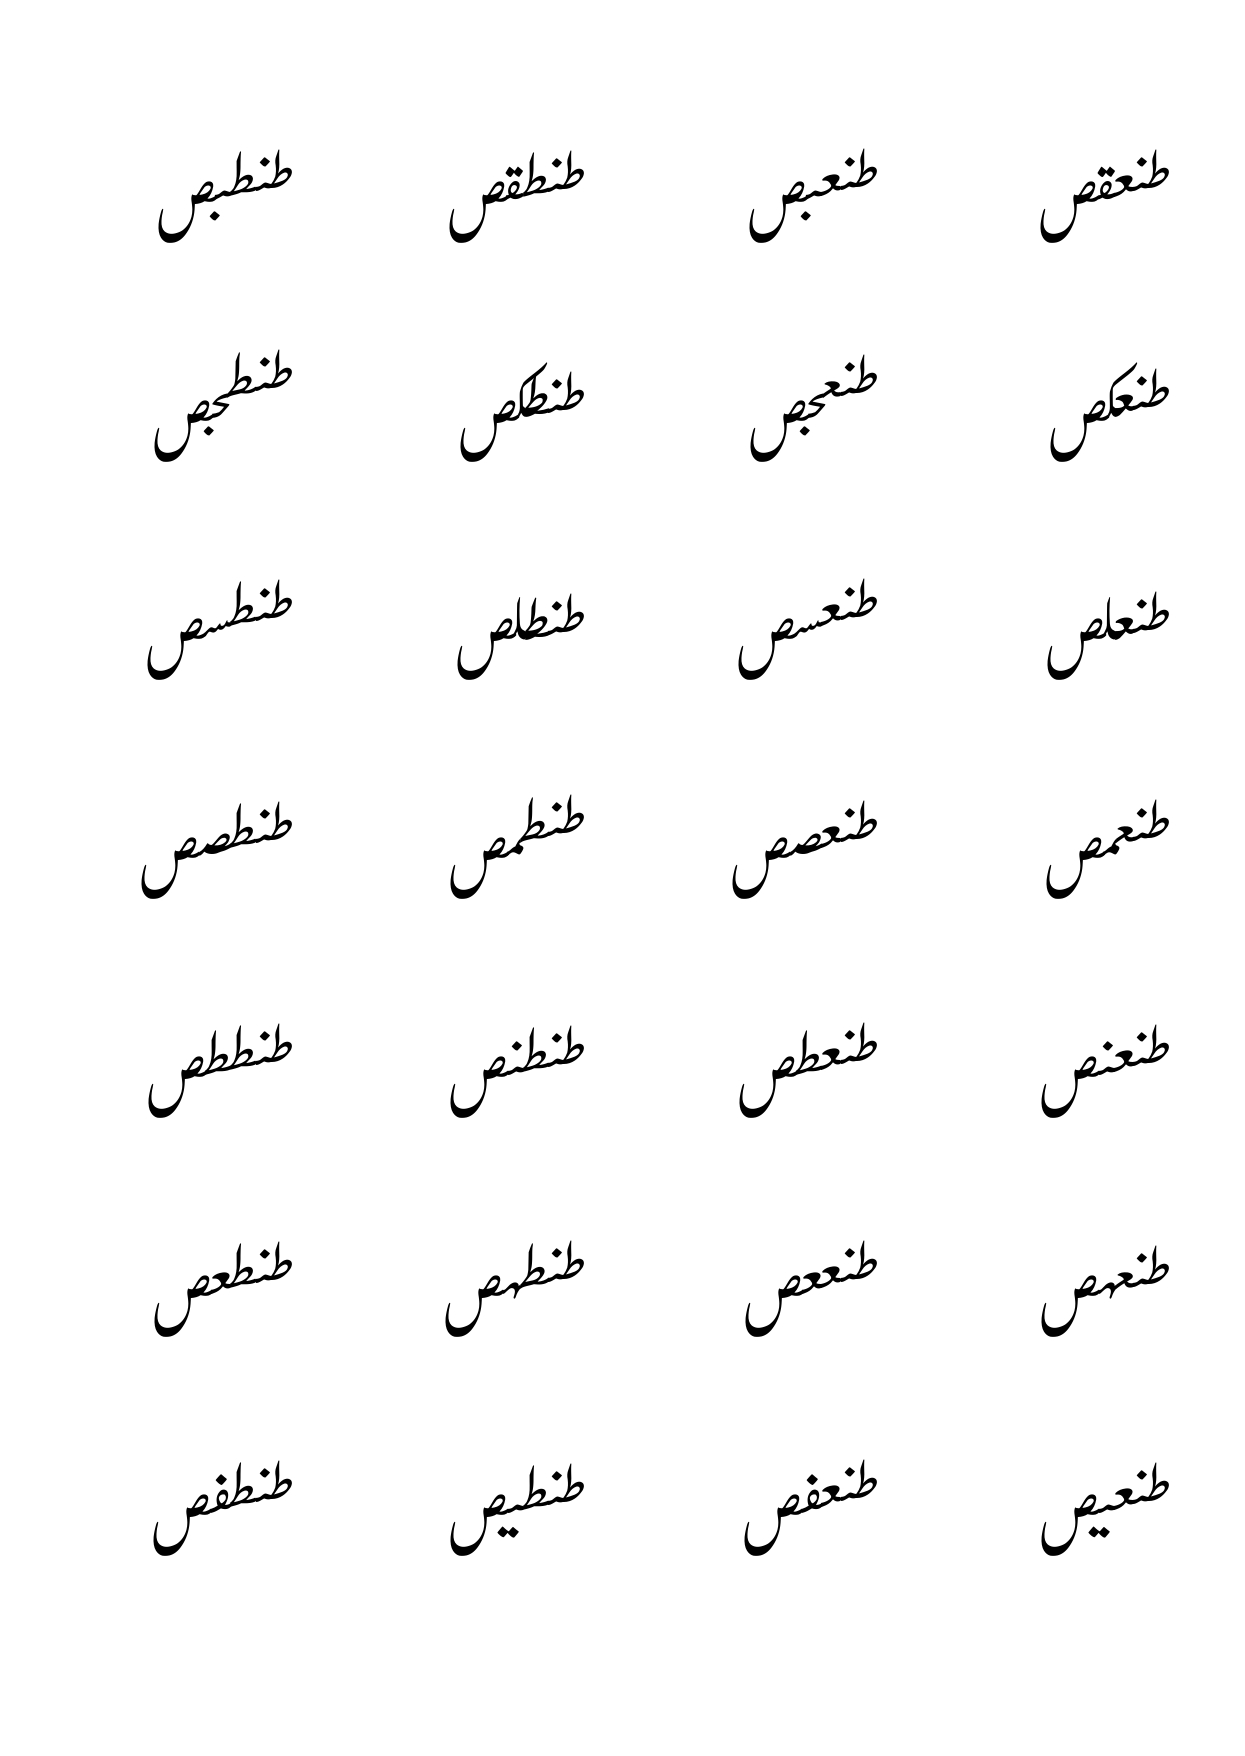 طنعقص طنعبص طنطقص طنطبص
طنعكص طنعجص طنطكص طنطجص
طنعلص طنعسص طنطلص طنطسص
طنعمص طنعصص طنطمص طنطصص
طنعنص طنعطص طنطنص طنططص
طنعهص طنععص طنطهص طنطعص
طنعيص طنعفص طنطيص طنطفص